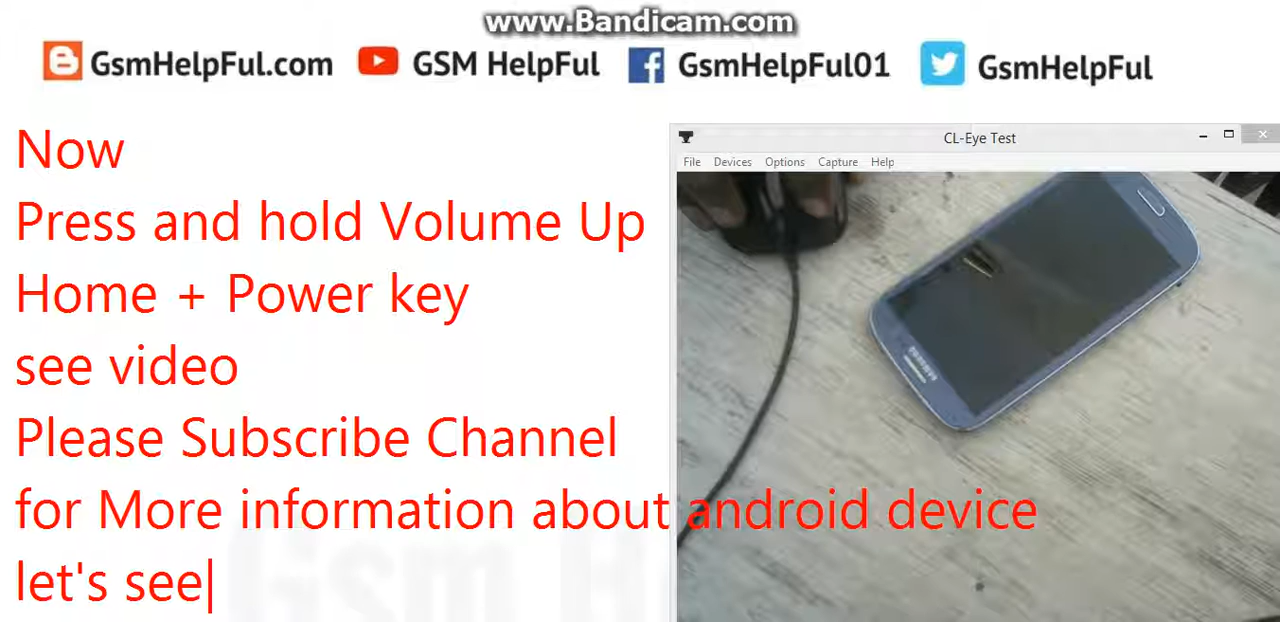 www.Bandicam.com
GsmHelpFul.com GSM HelpFul GsmHelpFul01 GsmHelpFul
Now
Press and hold Volume Up
Home + Power key
see video
Please Subscribe Channel
for More information about android device
let's see
CL-Eye Test
File Devices Options Capture Help
SAMSUNG
Gsm